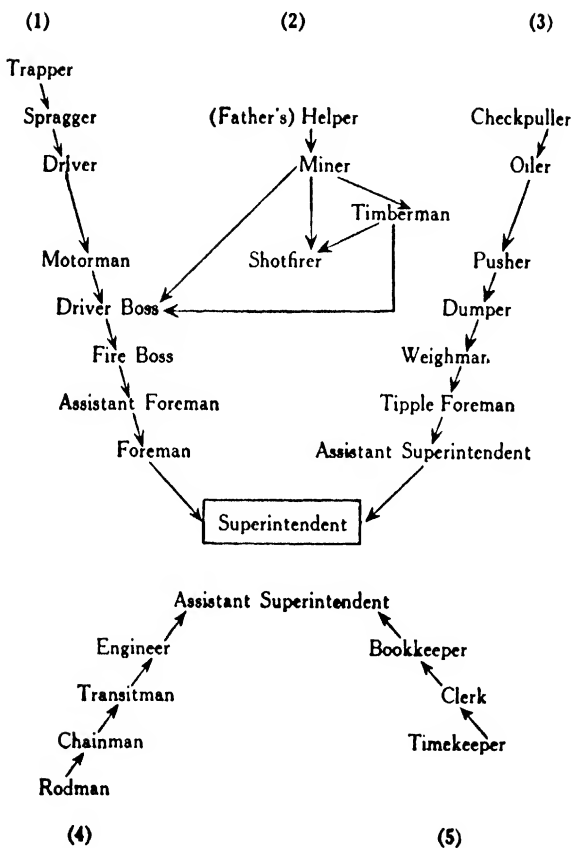 (1) (2) (3)
Trapper
Spragger (Father's) Helper Checkpuller
Driver Miner Oiler
Timberman
Motorman Shotfirer Pusher
Driver Boss Dumper
Fire Boss Weighman
Assistant Foreman Tipple Foreman
Foreman Assistant Superintendent
Superintendent
Assistant Superintendent
Engineer Bookkeeper
Transitman Clerk
Chainman Timekeeper
Rodman
(4) (5)